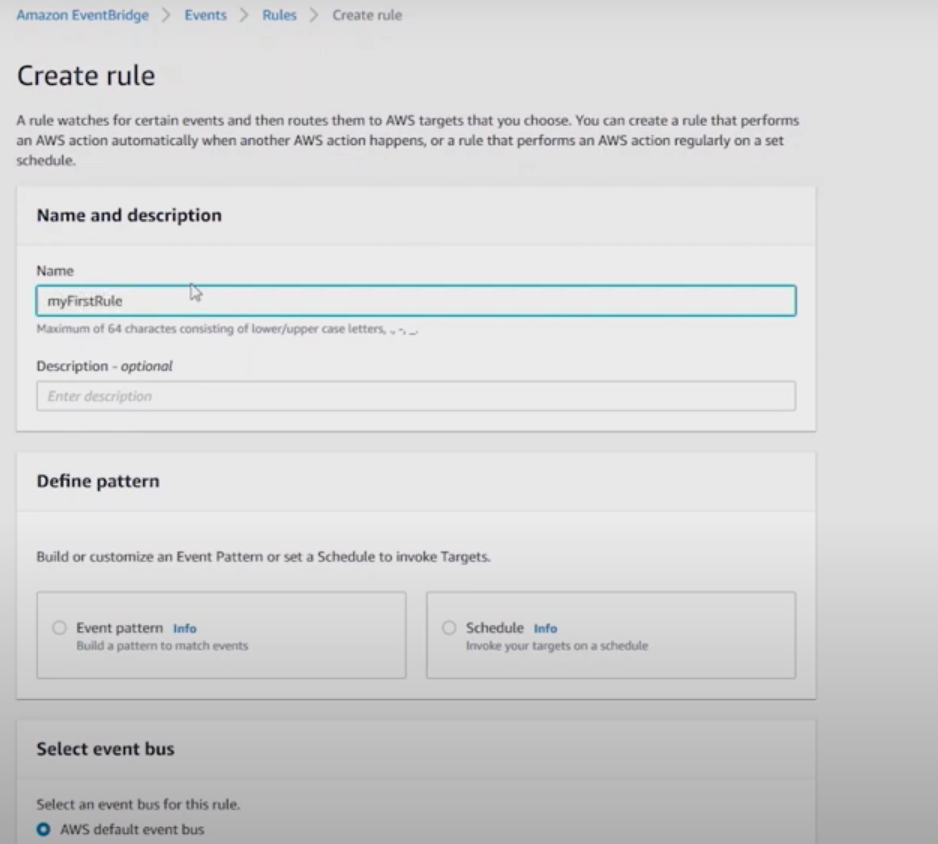 Amazon EventBridge > Events > Rules > Create rule
Create rule
A rule watches for certain events and then routes them to AWS targets that you choose. You can create a rule that performs
an AWS action automatically when another AWS action happens, or a rule that performs an AWS action regularly on a set
schedule.
Name and description
Name
myFirstRule
Maximum of 64 charactes consisting of lower/upper case letters, ., -, _.
Description - optional
Enter description
Define pattern
Build or customize an Event Pattern or set a Schedule to invoke Targets.
Event pattern Info
Build a pattern to match events
Schedule Info
Invoke your targets on a schedule
Select event bus
Select an event bus for this rule.
AWS default event bus